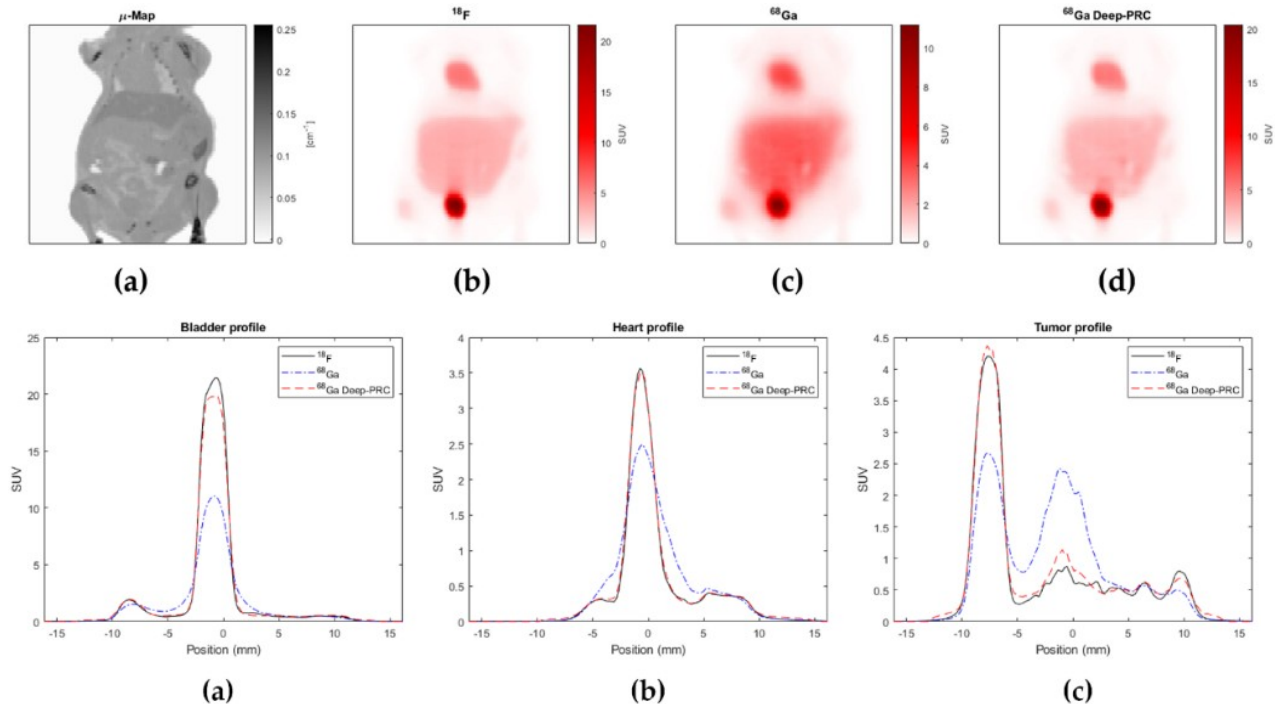 μ-Map
0.25
0.2
0.15
0.1
0.05
0
[cm⁻¹]
(a)
¹⁸F
20
15
10
5
0
SUV
(b)
⁶⁸Ga
10
8
6
4
2
0
SUV
(c)
⁶⁸Ga Deep-PRC
20
15
10
5
0
SUV
(d)
Bladder profile
¹⁸F
⁶⁸Ga
⁶⁸Ga Deep-PRC
25
20
15
10
5
0
SUV
-15 -10 -5 0 5 10 15
Position (mm)
(a)
Heart profile
¹⁸F
⁶⁸Ga
⁶⁸Ga Deep-PRC
4
3.5
3
2.5
2
1.5
1
0.5
0
SUV
-15 -10 -5 0 5 10 15
Position (mm)
(b)
Tumor profile
¹⁸F
⁶⁸Ga
⁶⁸Ga Deep-PRC
4.5
4
3.5
3
2.5
2
1.5
1
0.5
0
SUV
-15 -10 -5 0 5 10 15
Position (mm)
(c)